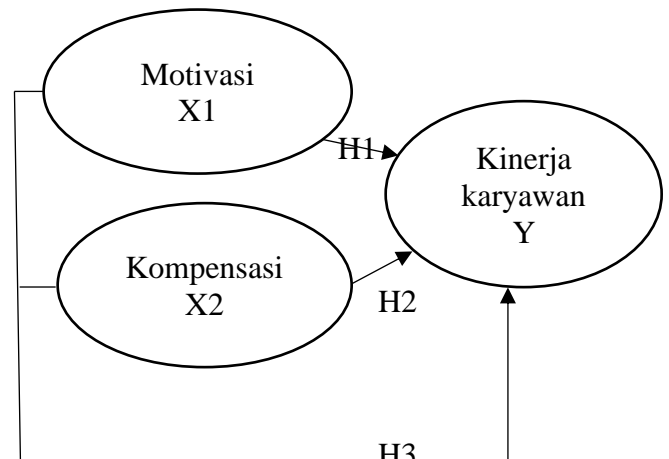 Motivasi
X1
H1
Kinerja
karyawan
Y
Kompensasi
X2
H2
H3